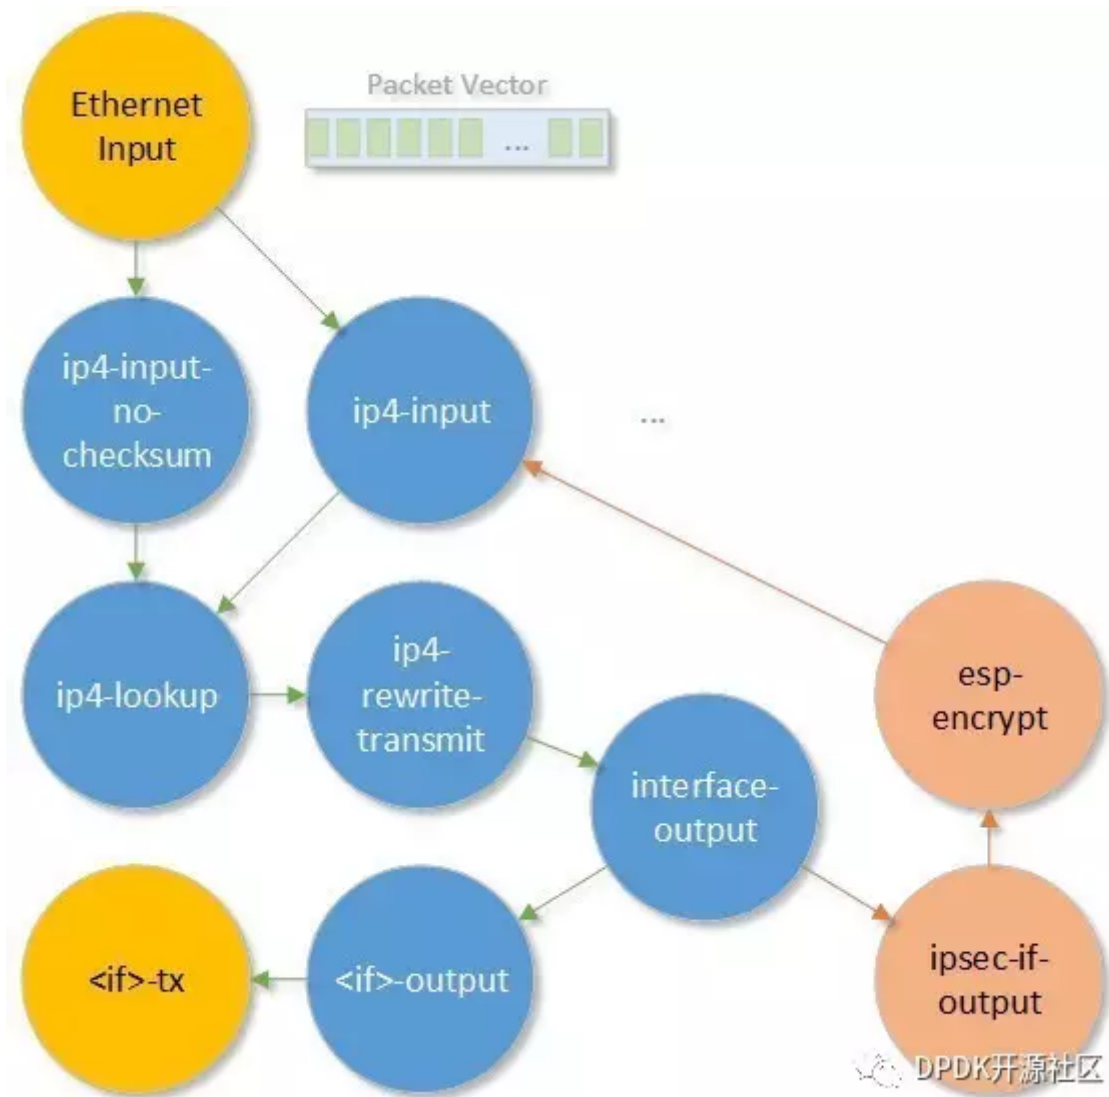 Ethernet
Input
Packet Vector
...
ip4-input-
no-
checksum
ip4-input
...
ip4-lookup
ip4-
rewrite-
transmit
interface-
output
esp-
encrypt
<if>-tx
<if>-output
ipsec-if-
output
DPDK开源社区